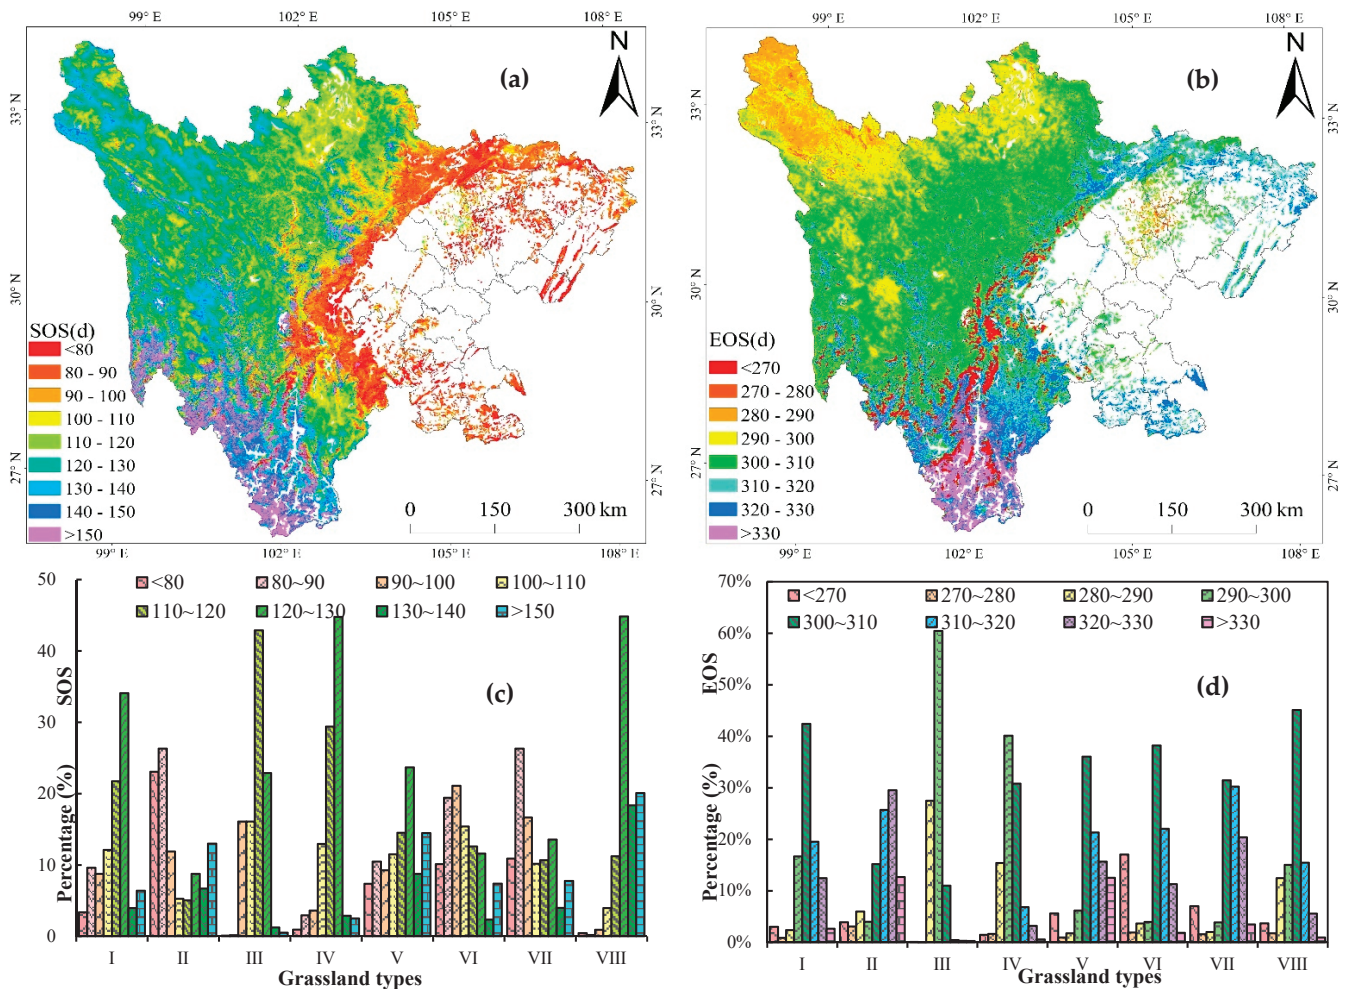 99° E 102° E 105° E 108° E
(a)
N
33° N
33° N
30° N
30° N
27° N
27° N
SOS(d)
<80
80 - 90
90 - 100
100 - 110
110 - 120
120 - 130
130 - 140
140 - 150
>150
0 150 300 km
99° E 102° E 105° E 108° E
99° E 102° E 105° E 108° E
(b)
N
33° N
33° N
30° N
30° N
27° N
27° N
EOS(d)
<270
270 - 280
280 - 290
290 - 300
300 - 310
310 - 320
320 - 330
>330
0 150 300 km
99° E 102° E 105° E 108° E
<80 80~90 90~100 100~110
110~120 120~130 130~140 >150
(c)
Percentage (%) SOS
50
40
30
20
10
0
I II III IV V VI VII VIII
Grassland types
<270 270~280 280~290 290~300
300~310 310~320 320~330 >330
(d)
Percentage (%) EOS
70%
60%
50%
40%
30%
20%
10%
0%
I II III IV V VI VII VIII
Grassland types